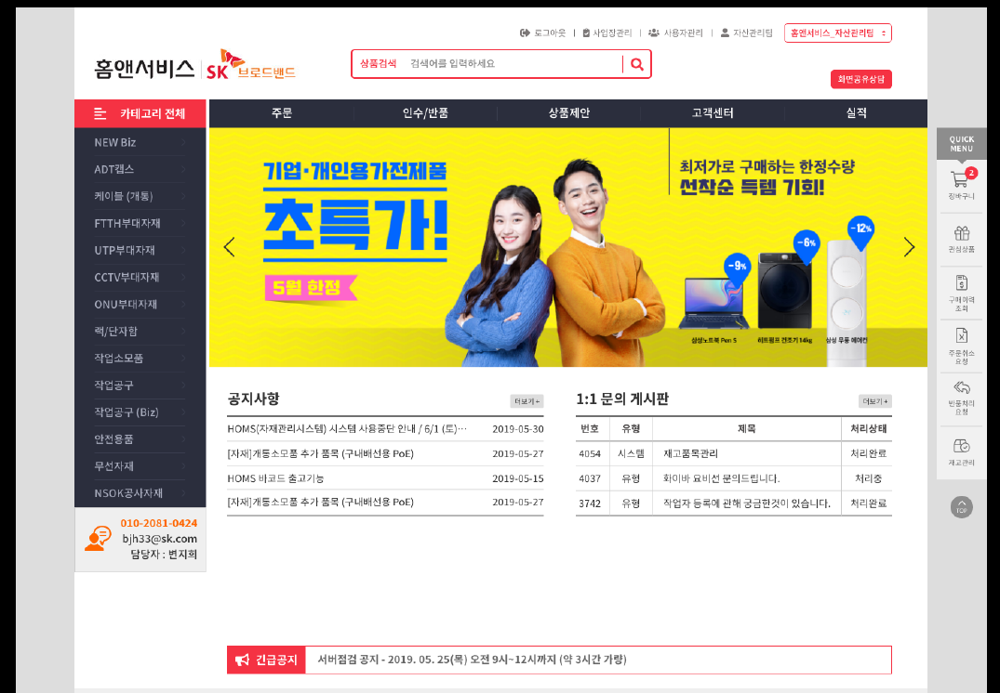 로그아웃 | 사업장관리 | 사용자관리 | 자산관리팀 홈앤서비스_자산관리팀
홈앤서비스 SK 브로드밴드
상품검색 검색어를 입력하세요
화면공유상담
카테고리 전체
주문 인수/반품 상품제안 고객센터 실적
NEW Biz
ADT캡스
케이블 (개통)
FTTH부대자재
UTP부대자재
CCTV부대자재
ONU부대자재
랙/단자함
작업소모품
작업공구
작업공구 (Biz)
안전용품
무선자재
NSOK공사자재
010-2081-0424
bjh33@sk.com
담당자 : 변지희
기업·개인용가전제품
초특가!
5월 한정
최저가로 구매하는 한정수량
선착순 득템 기회!
-9%
-6%
-12%
삼성노트북 Pen S
히트펌프 건조기 14kg
삼성 무풍 에어컨
QUICK
MENU
2
장바구니
관심상품
구매이력
조회
주문취소
요청
반품처리
요청
재고관리
TOP
공지사항
더보기 +
HOMS(자재관리시스템) 시스템 사용중단 안내 / 6/1 (토)… 2019-05-30
[자재]개통소모품 추가 품목 (구내배선용 PoE) 2019-05-27
HOMS 바코드 출고기능 2019-05-15
[자재]개통소모품 추가 품목 (구내배선용 PoE) 2019-05-27
1:1 문의 게시판
더보기 +
번호 유형 제목 처리상태
4054 시스템 재고품목관리 처리완료
4037 유형 화이바 요비선 문의드립니다. 처리중
3742 유형 작업자 등록에 관해 궁금한것이 있습니다. 처리완료
긴급공지 서버점검 공지 - 2019. 05. 25(목) 오전 9시~12시까지 (약 3시간 가량)